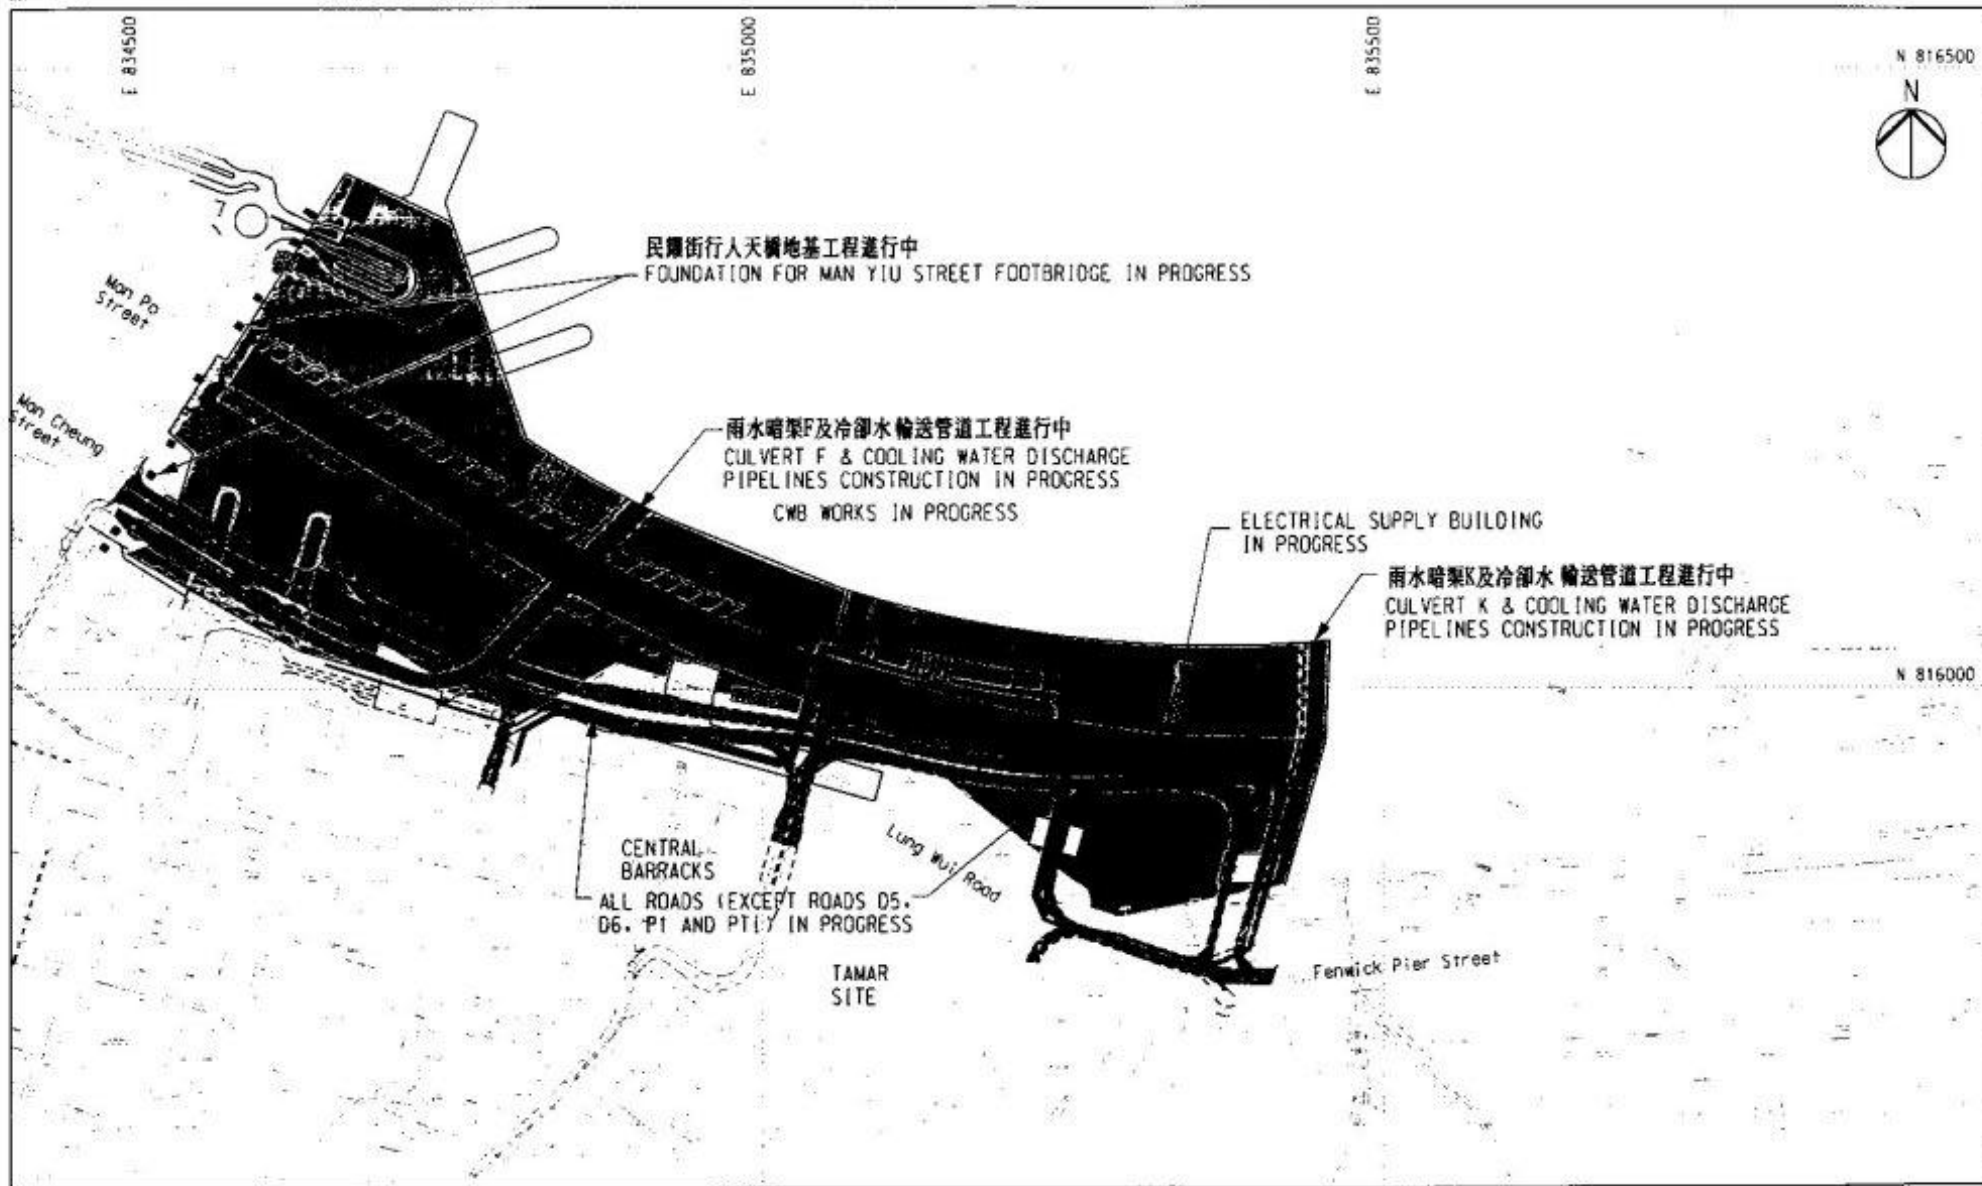 E 834500
E 835000
E 835500
N 816500
N
民耀街行人天橋地基工程進行中
FOUNDATION FOR MAN YIU STREET FOOTBRIDGE IN PROGRESS
Man Po
Street
Man Cheung
Street
雨水暗渠F及冷卻水輸送管道工程進行中
CULVERT F & COOLING WATER DISCHARGE
PIPELINES CONSTRUCTION IN PROGRESS
CWB WORKS IN PROGRESS
ELECTRICAL SUPPLY BUILDING
IN PROGRESS
雨水暗渠K及冷卻水輸送管道工程進行中
CULVERT K & COOLING WATER DISCHARGE
PIPELINES CONSTRUCTION IN PROGRESS
N 816000
CENTRAL
BARRACKS
Lung Wui Road
ALL ROADS (EXCEPT ROADS D5,
D6, P1 AND PT1) IN PROGRESS
TAMAR
SITE
Fenwick Pier Street